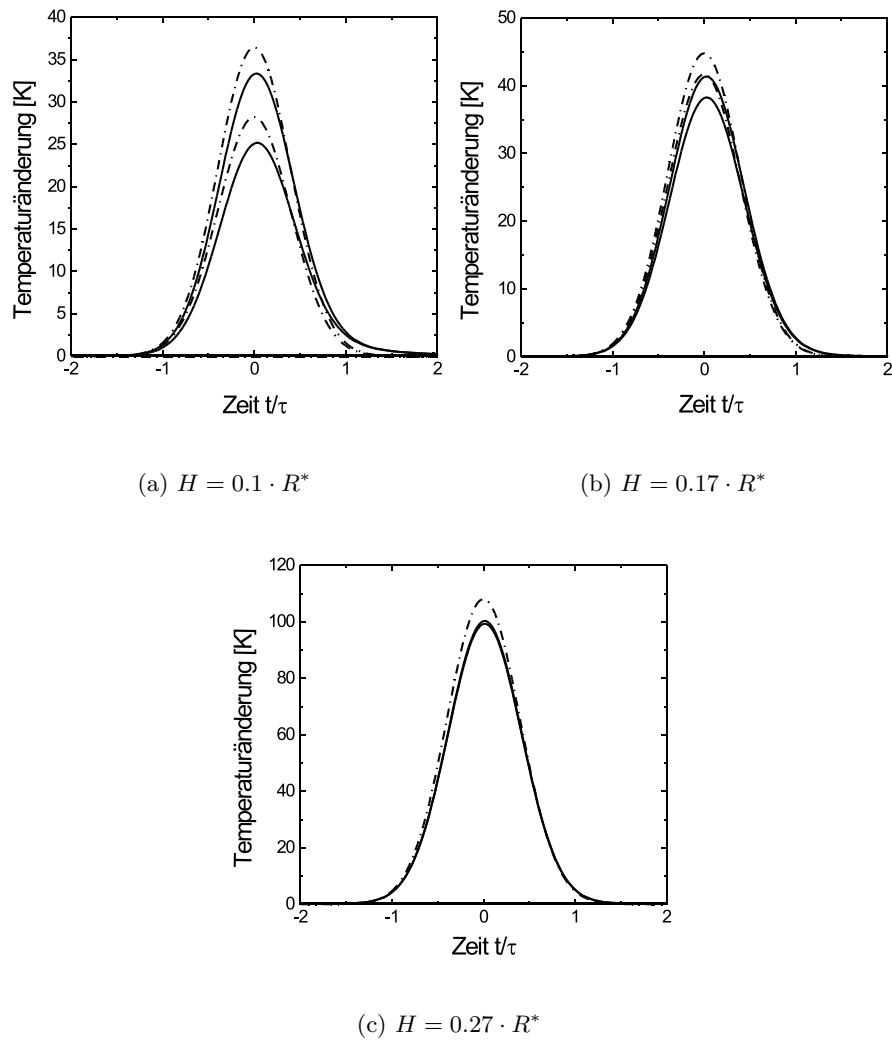 40
35
30
25
20
15
10
5
0
Temperaturänderung [K]
-2 -1 0 1 2
Zeit t/τ
(a) H = 0.1 · R*
50
40
30
20
10
0
Temperaturänderung [K]
-2 -1 0 1 2
Zeit t/τ
(b) H = 0.17 · R*
120
100
80
60
40
20
0
Temperaturänderung [K]
-2 -1 0 1 2
Zeit t/τ
(c) H = 0.27 · R*